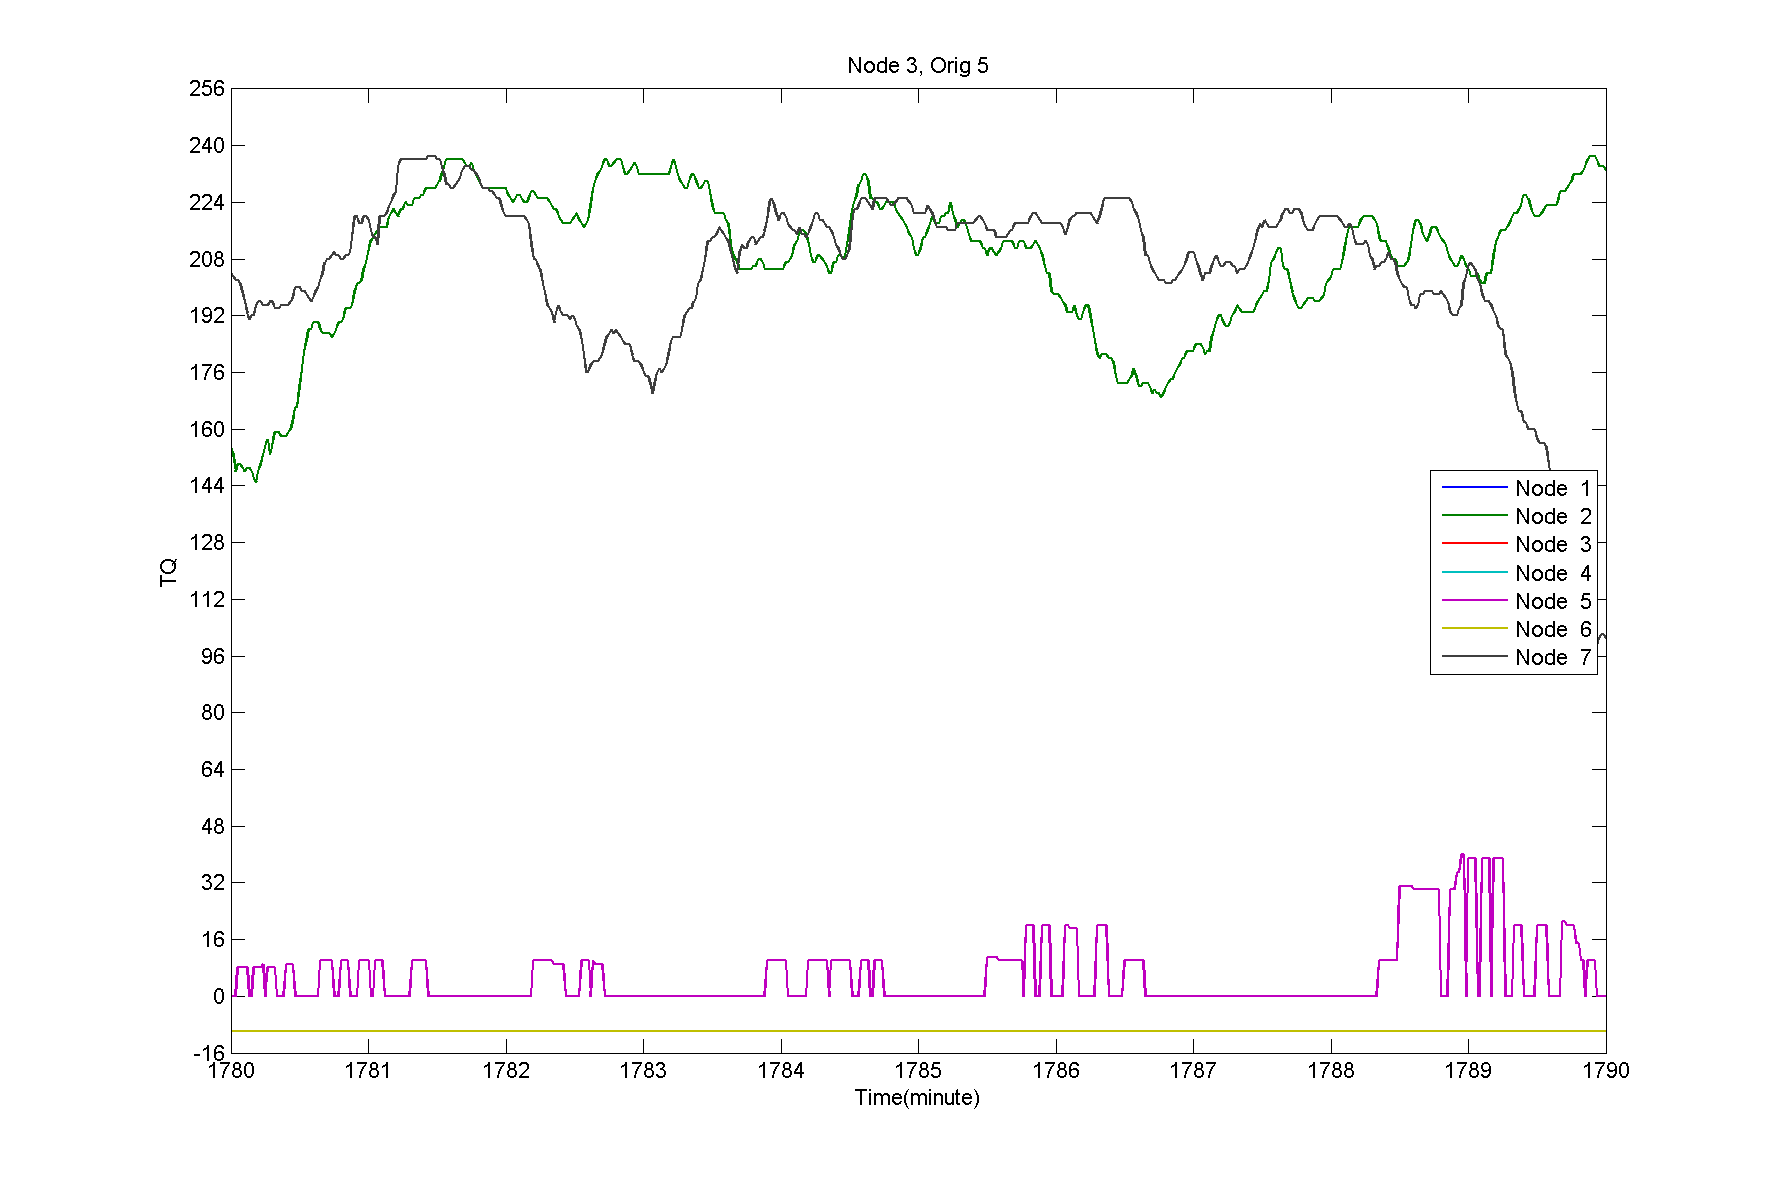 Node 3, Orig 5
256
240
224
208
192
176
160
144
128
112
96
80
64
48
32
16
0
-16
TQ
Node 1
Node 2
Node 3
Node 4
Node 5
Node 6
Node 7
1780 1781 1782 1783 1784 1785 1786 1787 1788 1789 1790
Time(minute)